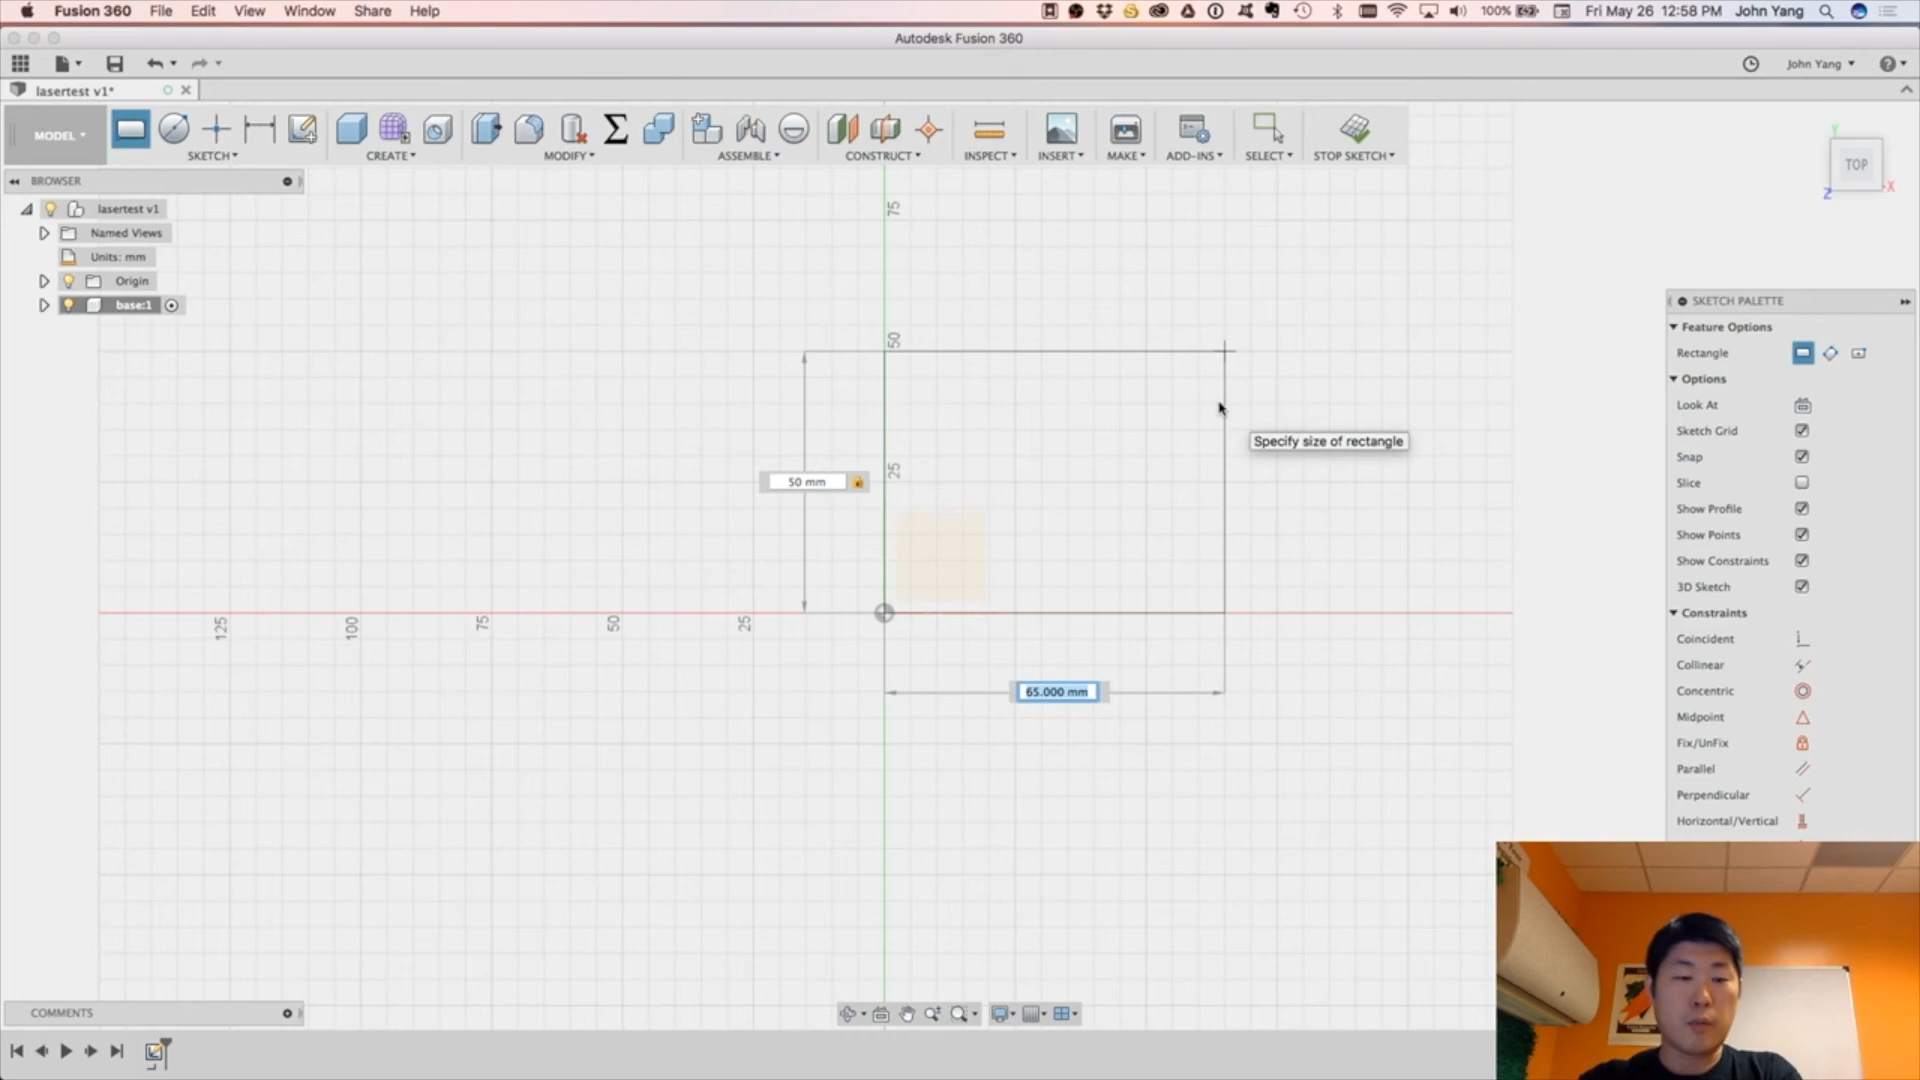 Fusion 360 File Edit View Window Share Help
100% Fri May 26 12:58 PM John Yang
Autodesk Fusion 360
John Yang
lasertest v1*
MODEL
SKETCH CREATE MODIFY ASSEMBLE CONSTRUCT INSPECT INSERT MAKE ADD-INS SELECT STOP SKETCH
Y
TOP
X
Z
BROWSER
lasertest v1
Named Views
Units: mm
Origin
base:1
75
50
25
50 mm
Specify size of rectangle
125
100
75
50
25
65.000 mm
SKETCH PALETTE
Feature Options
Rectangle
Options
Look At
Sketch Grid
Snap
Slice
Show Profile
Show Points
Show Constraints
3D Sketch
Constraints
Coincident
Collinear
Concentric
Midpoint
Fix/UnFix
Parallel
Perpendicular
Horizontal/Vertical
COMMENTS